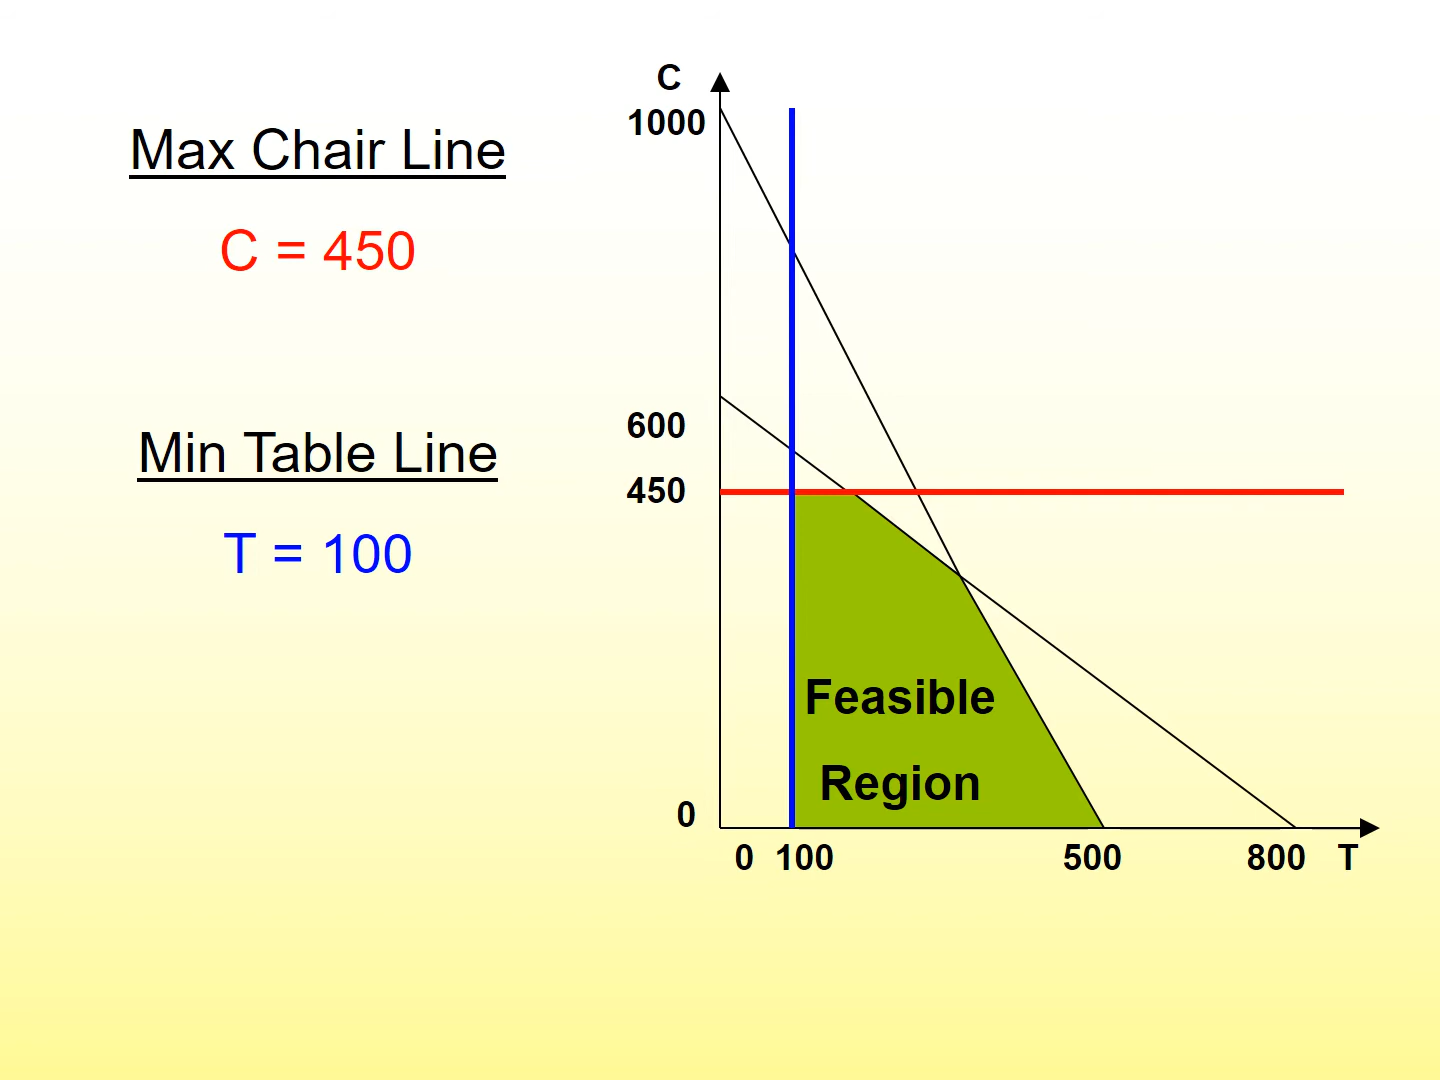 Max Chair Line
C = 450
Min Table Line
T = 100
C
1000
600
450
0
Feasible
Region
0 100 500 800 T